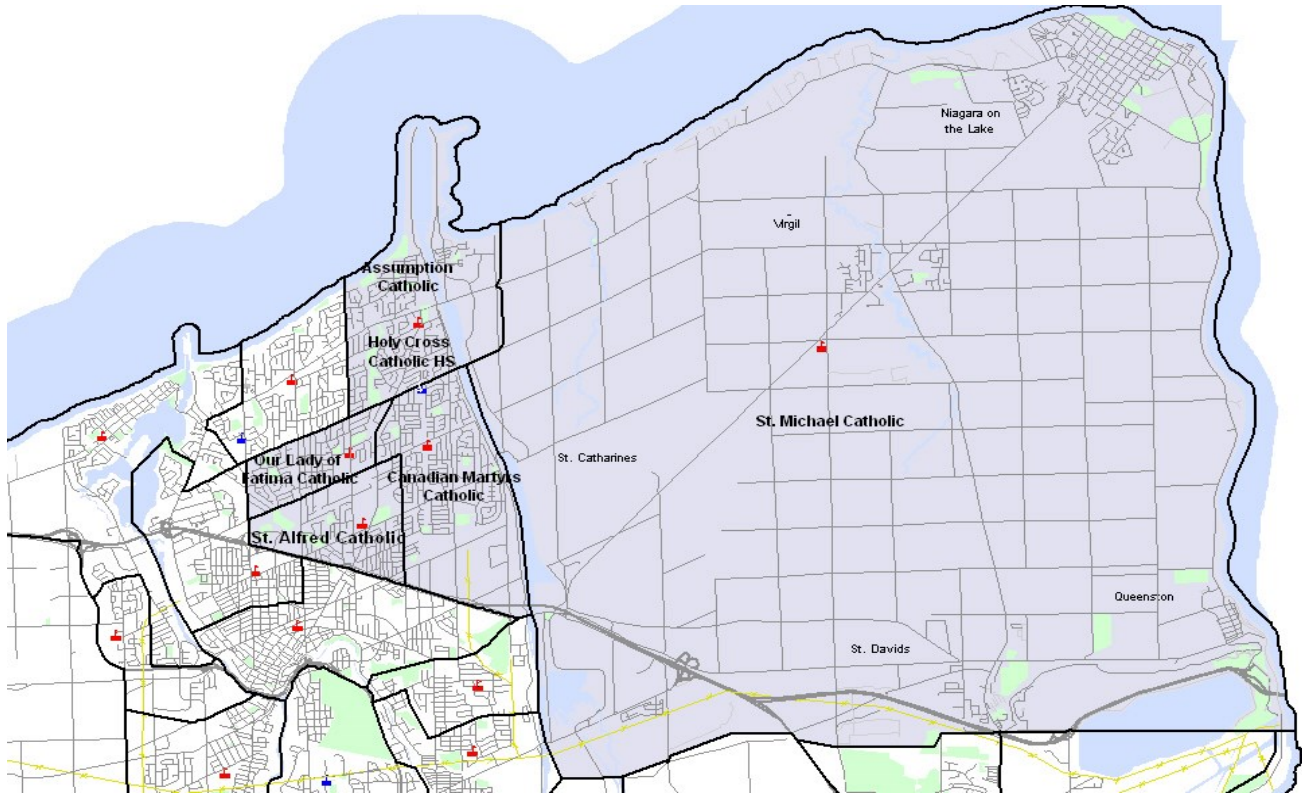 Niagara on
the Lake
Virgil
Assumption
Catholic
Holy Cross
Catholic HS
St. Michael Catholic
Our Lady of
Fatima Catholic
St. Catharines
Canadian Martyrs
Catholic
St. Alfred Catholic
Queenston
St. Davids